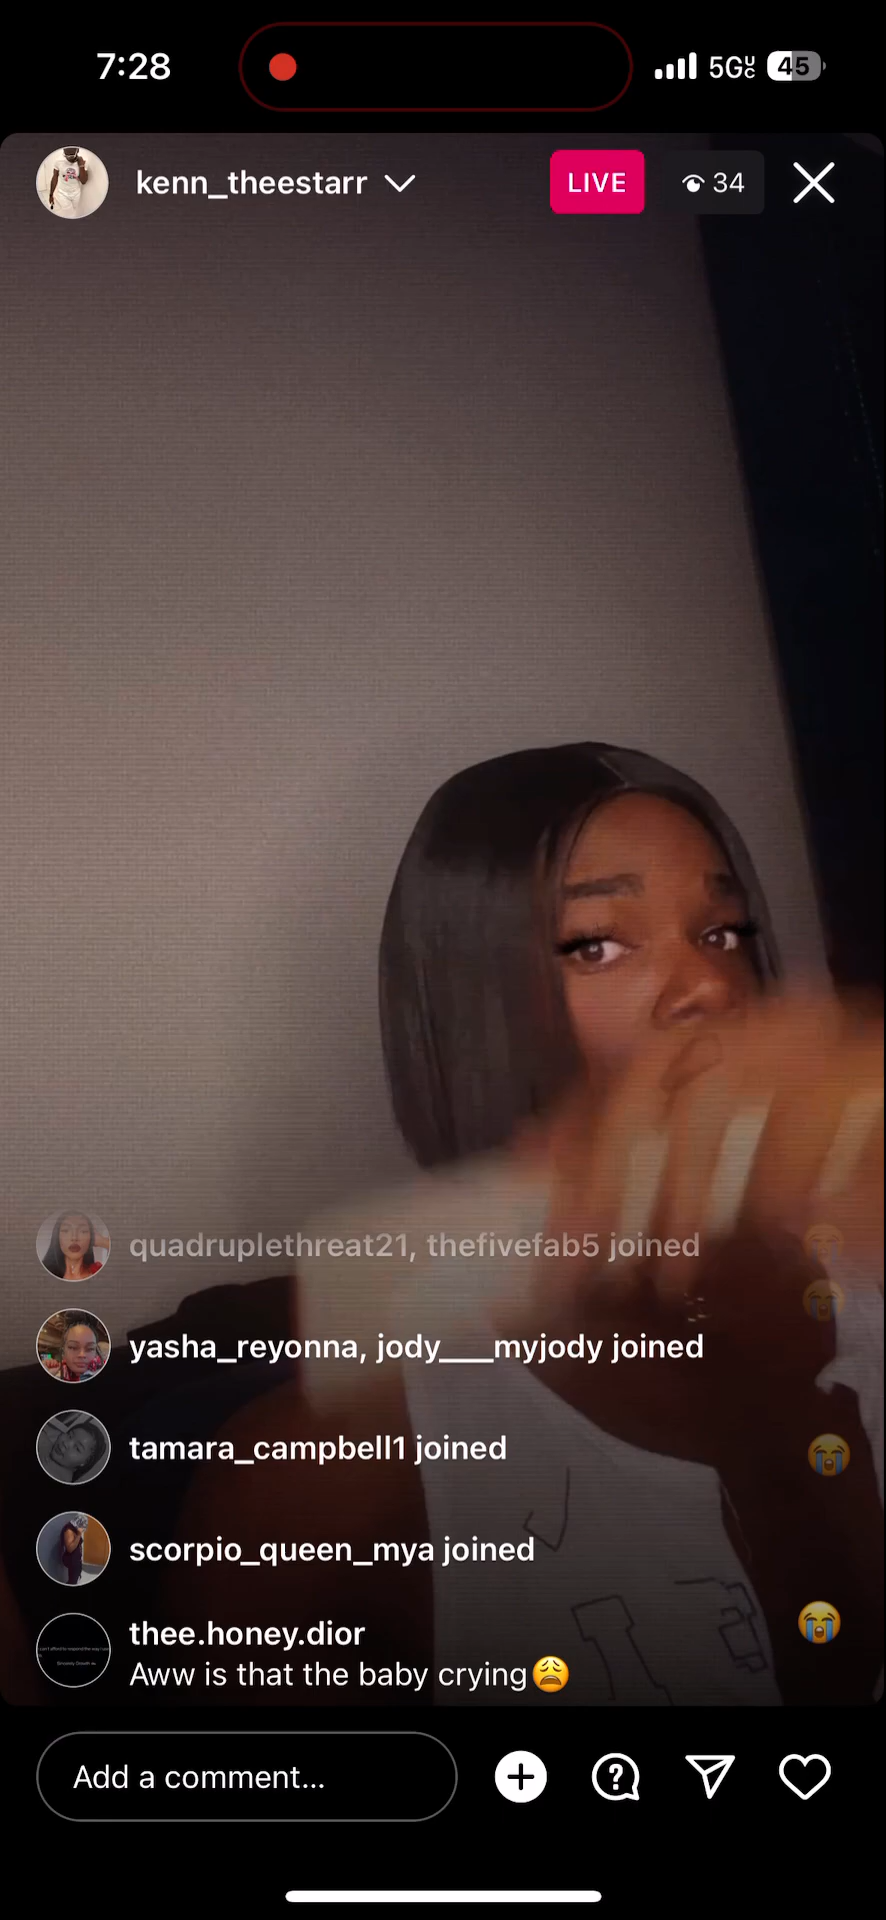 7:28
5GUC
45
kenn_theestarr
LIVE
34
quadruplethreat21, thefivefab5 joined
yasha_reyonna, jody___myjody joined
tamara_campbell1 joined
scorpio_queen_mya joined
thee.honey.dior
Aww is that the baby crying😩
Add a comment...